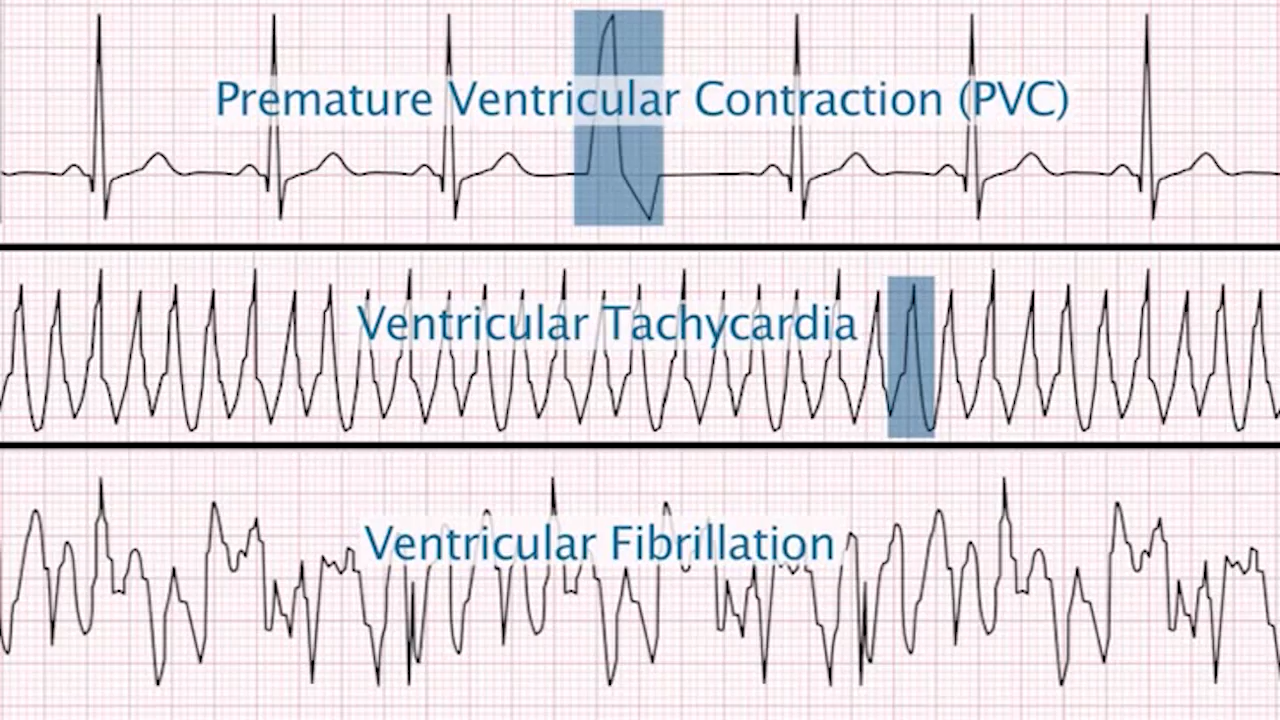 Premature Ventricular Contraction (PVC)
Ventricular Tachycardia
Ventricular Fibrillation